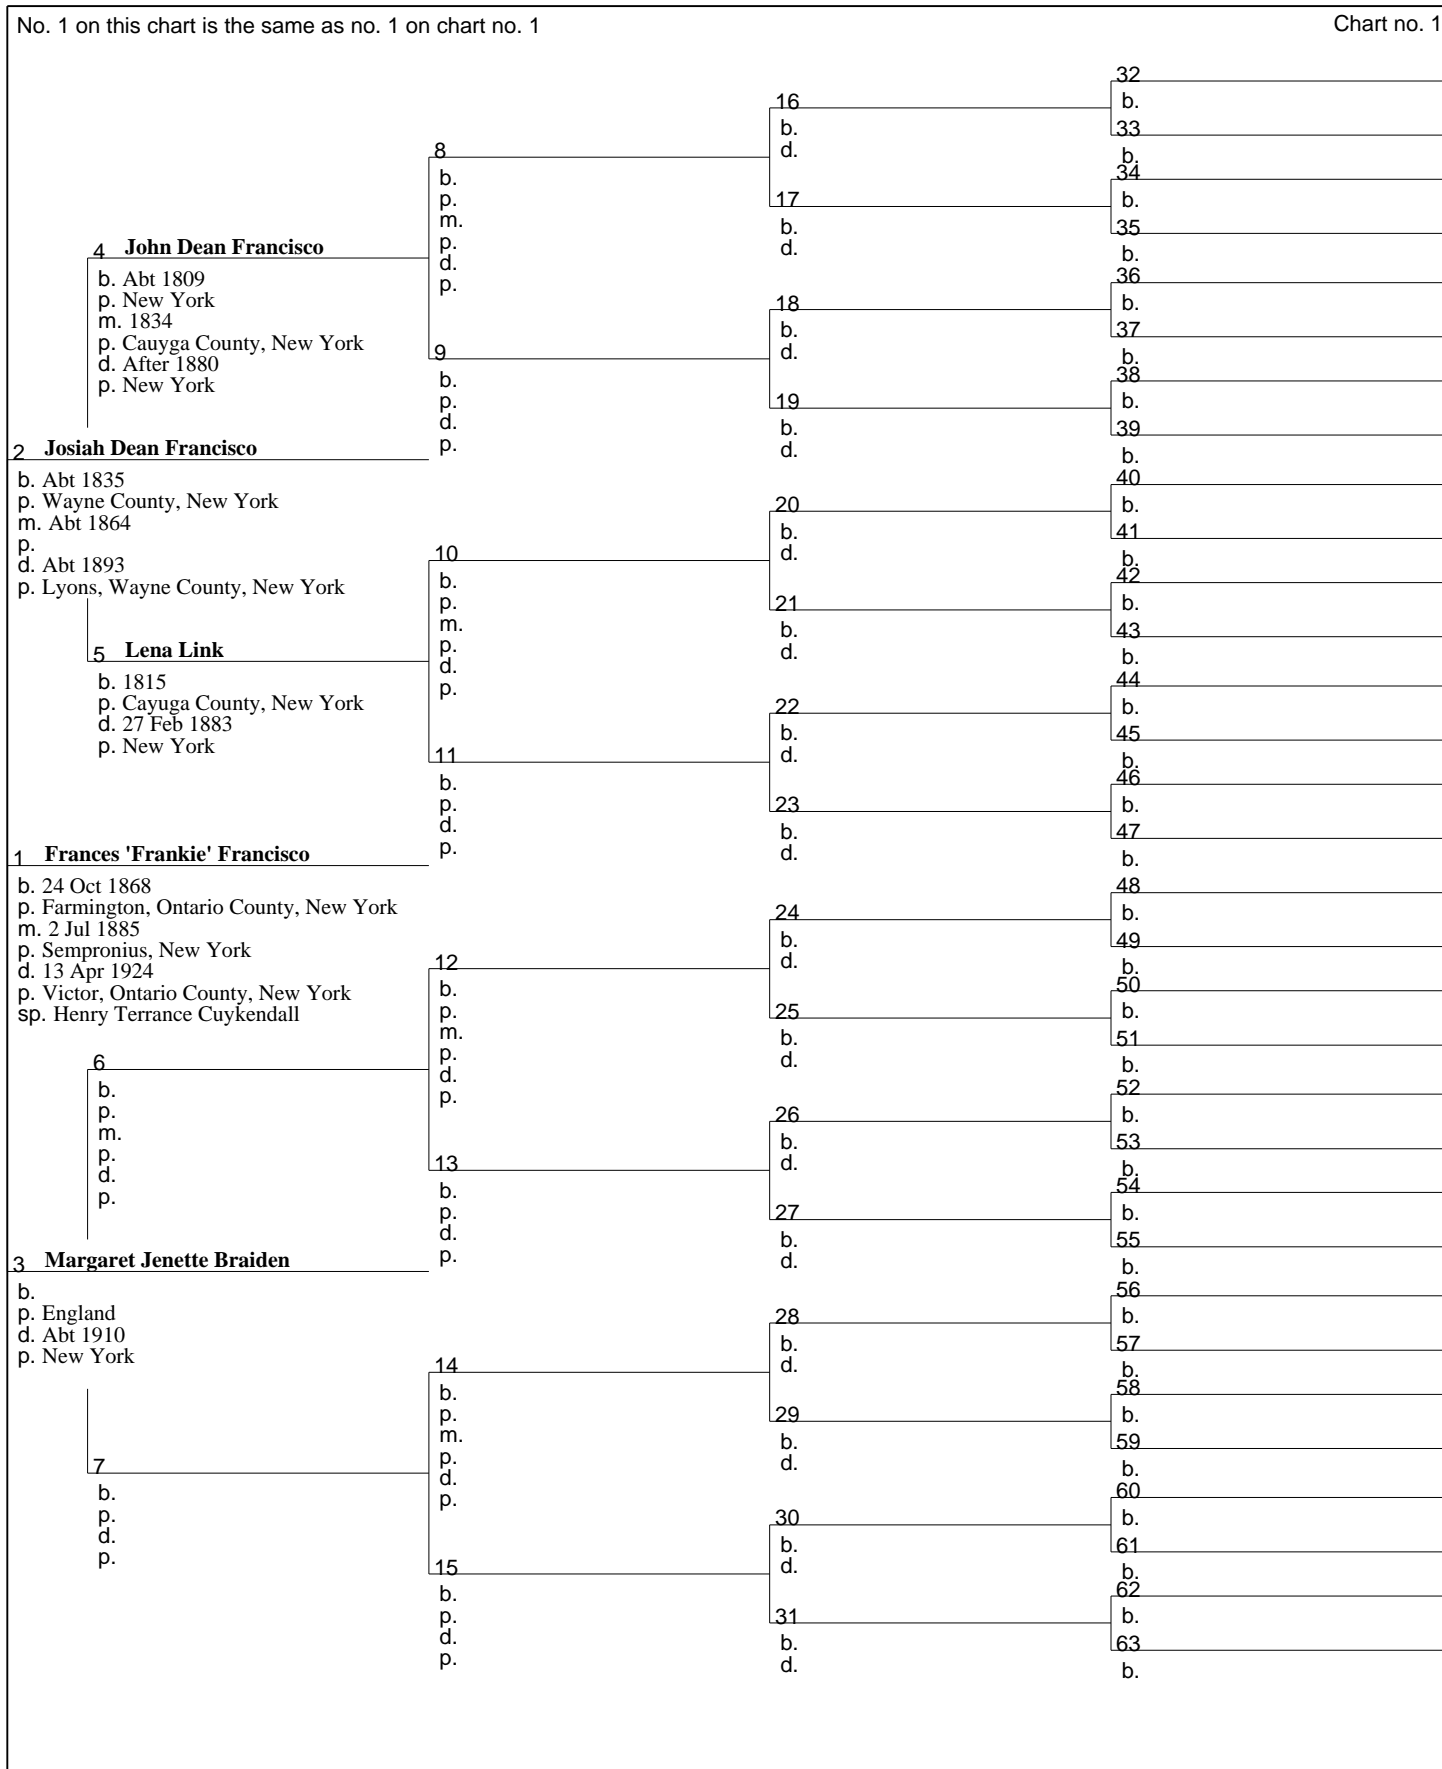 No. 1 on this chart is the same as no. 1 on chart no. 1
Chart no. 1
4 John Dean Francisco
b. Abt 1809
p. New York
m. 1834
p. Cauyga County, New York
d. After 1880
p. New York
2 Josiah Dean Francisco
b. Abt 1835
p. Wayne County, New York
m. Abt 1864
p.
d. Abt 1893
p. Lyons, Wayne County, New York
5 Lena Link
b. 1815
p. Cayuga County, New York
d. 27 Feb 1883
p. New York
1 Frances 'Frankie' Francisco
b. 24 Oct 1868
p. Farmington, Ontario County, New York
m. 2 Jul 1885
p. Sempronius, New York
d. 13 Apr 1924
p. Victor, Ontario County, New York
sp. Henry Terrance Cuykendall
6
b.
p.
m.
p.
d.
p.
3 Margaret Jenette Braiden
b.
p. England
d. Abt 1910
p. New York
7
b.
p.
d.
p.
8
b.
p.
m.
p.
d.
p.
9
b.
p.
d.
p.
10
b.
p.
m.
p.
d.
p.
11
b.
p.
d.
p.
12
b.
p.
m.
p.
d.
p.
13
b.
p.
d.
p.
14
b.
p.
m.
p.
d.
p.
15
b.
p.
d.
p.
16
b.
d.
17
b.
d.
18
b.
d.
19
b.
d.
20
b.
d.
21
b.
d.
22
b.
d.
23
b.
d.
24
b.
d.
25
b.
d.
26
b.
d.
27
b.
d.
28
b.
d.
29
b.
d.
30
b.
d.
31
b.
d.
32
b.
33
b.
34
b.
35
b.
36
b.
37
b.
38
b.
39
b.
40
b.
41
b.
42
b.
43
b.
44
b.
45
b.
46
b.
47
b.
48
b.
49
b.
50
b.
51
b.
52
b.
53
b.
54
b.
55
b.
56
b.
57
b.
58
b.
59
b.
60
b.
61
b.
62
b.
63
b.